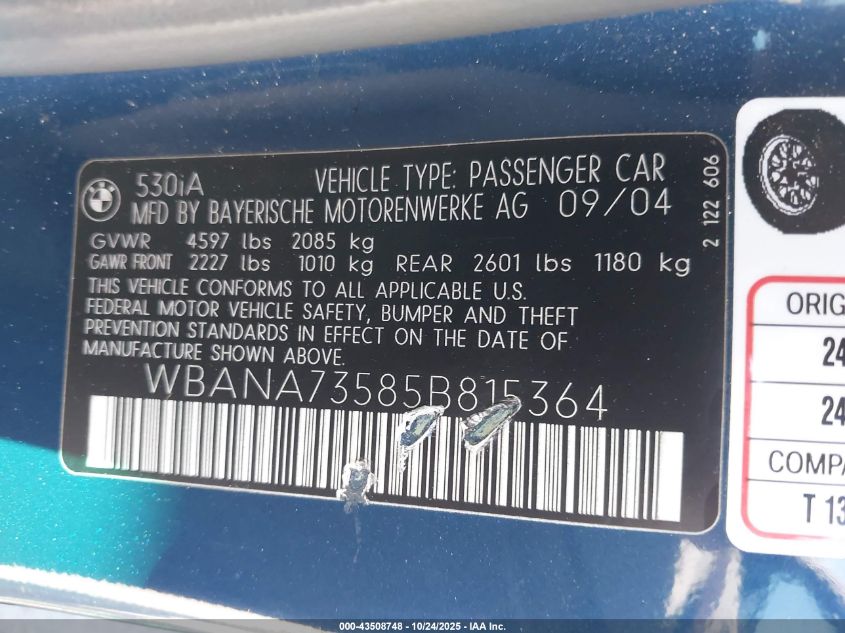 BMW
530iA VEHICLE TYPE: PASSENGER CAR
MFD BY BAYERISCHE MOTORENWERKE AG 09/04
GVWR 4597 lbs 2085 kg
GAWR FRONT 2227 lbs 1010 kg REAR 2601 lbs 1180 kg
THIS VEHICLE CONFORMS TO ALL APPLICABLE U.S.
FEDERAL MOTOR VEHICLE SAFETY, BUMPER AND THEFT
PREVENTION STANDARDS IN EFFECT ON THE DATE OF
MANUFACTURE SHOWN ABOVE.
WBANA73585B815364
2 122 606
ORIG
24
24
COMPA
T 13
000-43508748 - 10/24/2025 - IAA Inc.